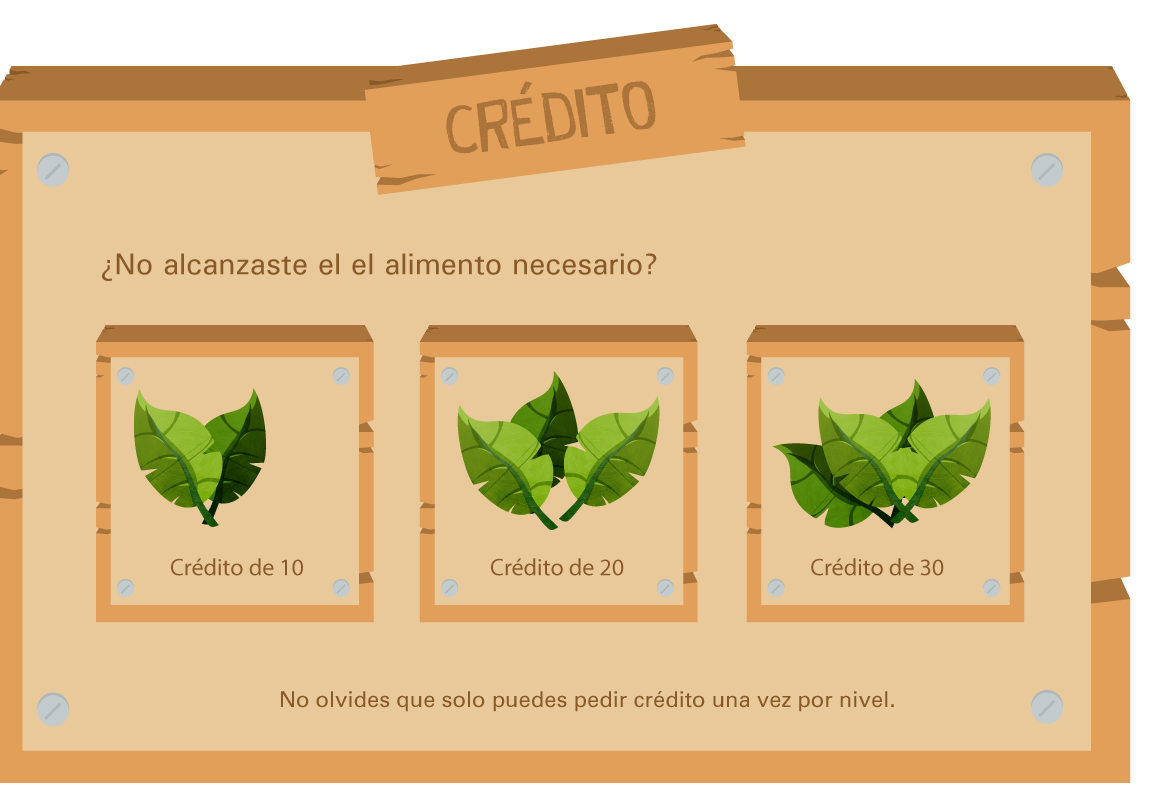 CRÉDITO
¿No alcanzaste el el alimento necesario?
Crédito de 10
Crédito de 20
Crédito de 30
No olvides que solo puedes pedir crédito una vez por nivel.